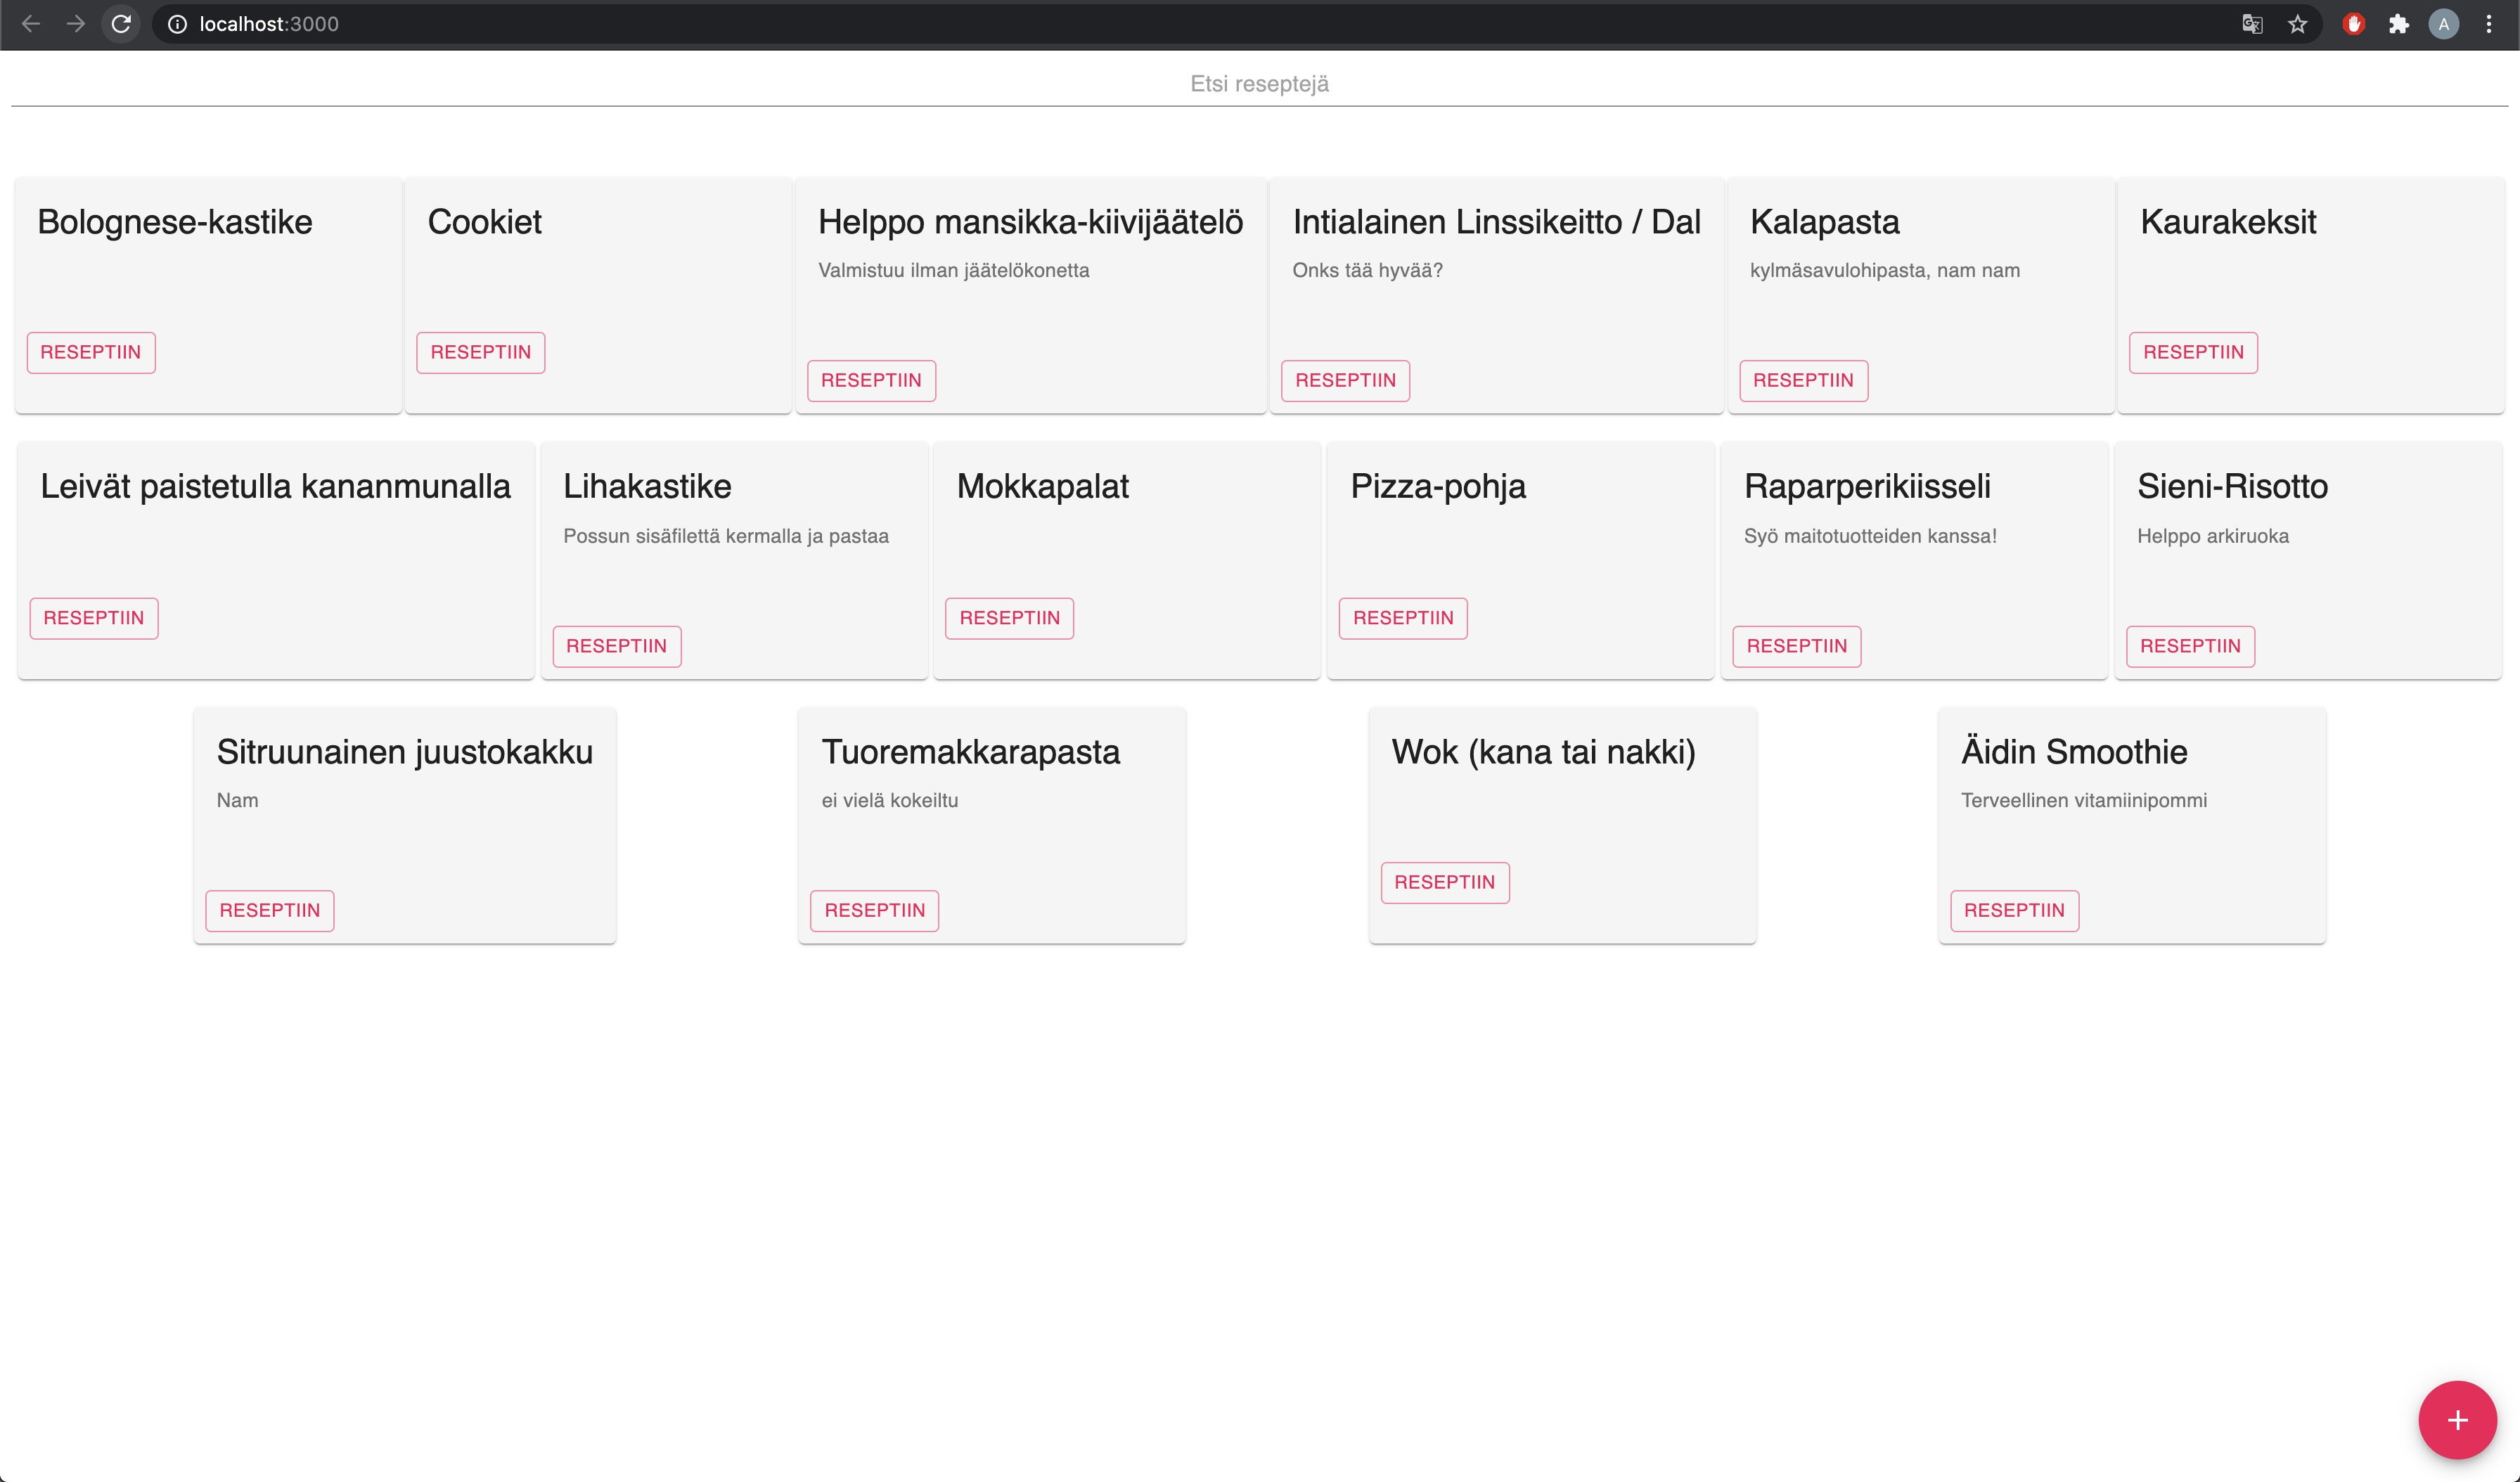 localhost:3000
A
Etsi reseptejä
Bolognese-kastike
RESEPTIIN
Cookiet
RESEPTIIN
Helppo mansikka-kiivijäätelö
Valmistuu ilman jäätelökonetta
RESEPTIIN
Intialainen Linssikeitto / Dal
Onks tää hyvää?
RESEPTIIN
Kalapasta
kylmäsavulohipasta, nam nam
RESEPTIIN
Kaurakeksit
RESEPTIIN
Leivät paistetulla kananmunalla
RESEPTIIN
Lihakastike
Possun sisäfilettä kermalla ja pastaa
RESEPTIIN
Mokkapalat
RESEPTIIN
Pizza-pohja
RESEPTIIN
Raparperikiisseli
Syö maitotuotteiden kanssa!
RESEPTIIN
Sieni-Risotto
Helppo arkiruoka
RESEPTIIN
Sitruunainen juustokakku
Nam
RESEPTIIN
Tuoremakkarapasta
ei vielä kokeiltu
RESEPTIIN
Wok (kana tai nakki)
RESEPTIIN
Äidin Smoothie
Terveellinen vitamiinipommi
RESEPTIIN
+